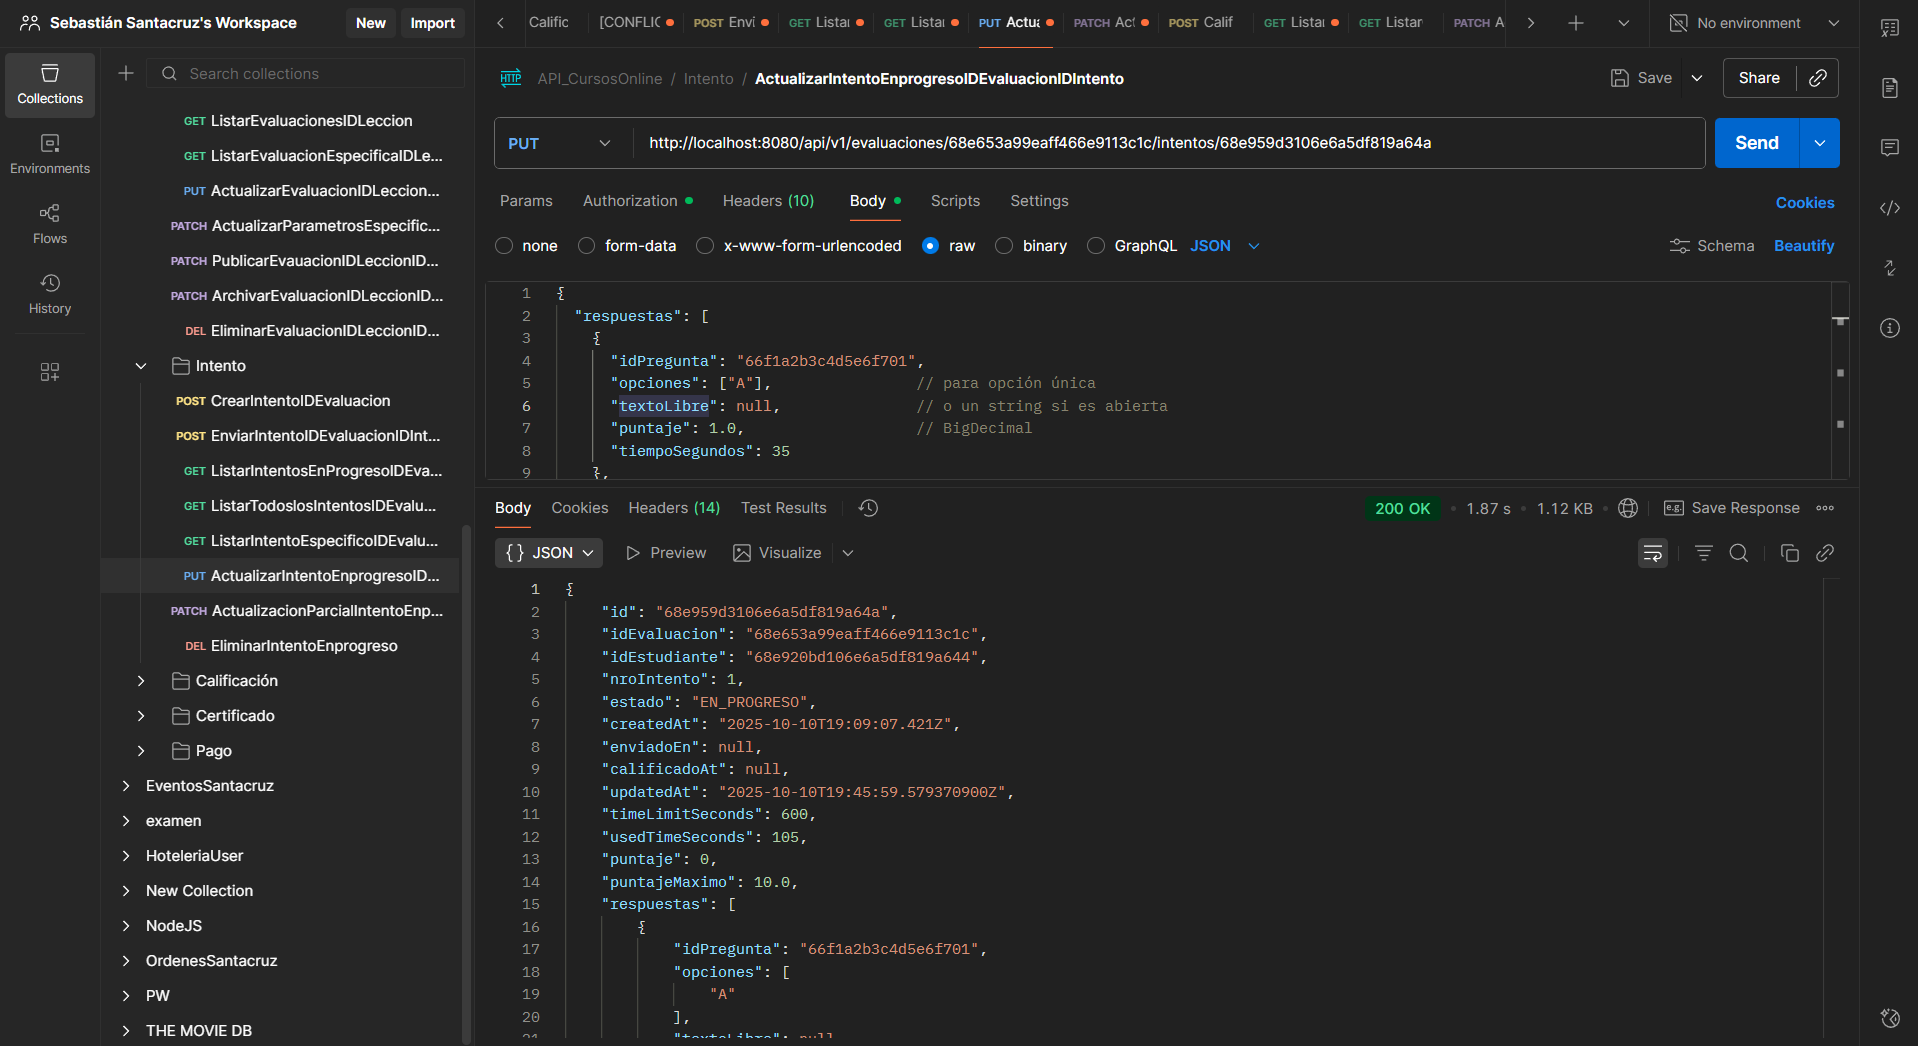 Sebastián Santacruz's Workspace
New
Import
Collections
Environments
Flows
History
Search collections
GET ListarEvaluacionesIDLeccion
GET ListarEvaluacionEspecificaIDLe...
PUT ActualizarEvaluacionIDLeccion...
PATCH ActualizarParametrosEspecific...
PATCH PublicarEvauacionIDLeccionID...
PATCH ArchivarEvaluacionIDLeccionID...
DEL EliminarEvaluacionIDLeccionID...
Intento
POST CrearIntentoIDEvaluacion
POST EnviarIntentoIDEvaluacionIDInt...
GET ListarIntentosEnProgresoIDEva...
GET ListarTodoslosIntentosIDEvalu...
GET ListarIntentoEspecificoIDEvalu...
PUT ActualizarIntentoEnprogresoID...
PATCH ActualizacionParcialIntentoEnp...
DEL EliminarIntentoEnprogreso
Calificación
Certificado
Pago
EventosSantacruz
examen
HoteleriaUser
New Collection
NodeJS
OrdenesSantacruz
PW
THE MOVIE DB
Calific
[CONFLIC
POST Envi
GET Listar
GET Listar
PUT Actua
PATCH Act
POST Calif
GET Listar
GET Listar
PATCH A
No environment
HTTP API_CursosOnline / Intento / ActualizarIntentoEnprogresoIDEvaluacionIDIntento
Save
Share
PUT http://localhost:8080/api/v1/evaluaciones/68e653a99eaff466e9113c1c/intentos/68e959d3106e6a5df819a64a
Send
Params Authorization Headers (10) Body Scripts Settings
Cookies
none form-data x-www-form-urlencoded raw binary GraphQL JSON
Schema Beautify
1 {
2 "respuestas": [
3 {
4 "idPregunta": "66f1a2b3c4d5e6f701",
5 "opciones": ["A"], // para opción única
6 "textoLibre": null, // o un string si es abierta
7 "puntaje": 1.0, // BigDecimal
8 "tiempoSegundos": 35
9 },
Body Cookies Headers (14) Test Results
200 OK 1.87 s 1.12 KB
e.g. Save Response
{} JSON Preview Visualize
1 {
2 "id": "68e959d3106e6a5df819a64a",
3 "idEvaluacion": "68e653a99eaff466e9113c1c",
4 "idEstudiante": "68e920bd106e6a5df819a644",
5 "nroIntento": 1,
6 "estado": "EN_PROGRESO",
7 "createdAt": "2025-10-10T19:09:07.421Z",
8 "enviadoEn": null,
9 "calificadoAt": null,
10 "updatedAt": "2025-10-10T19:45:59.579370900Z",
11 "timeLimitSeconds": 600,
12 "usedTimeSeconds": 105,
13 "puntaje": 0,
14 "puntajeMaximo": 10.0,
15 "respuestas": [
16 {
17 "idPregunta": "66f1a2b3c4d5e6f701",
18 "opciones": [
19 "A"
20 ],
21 "textoLibre": null